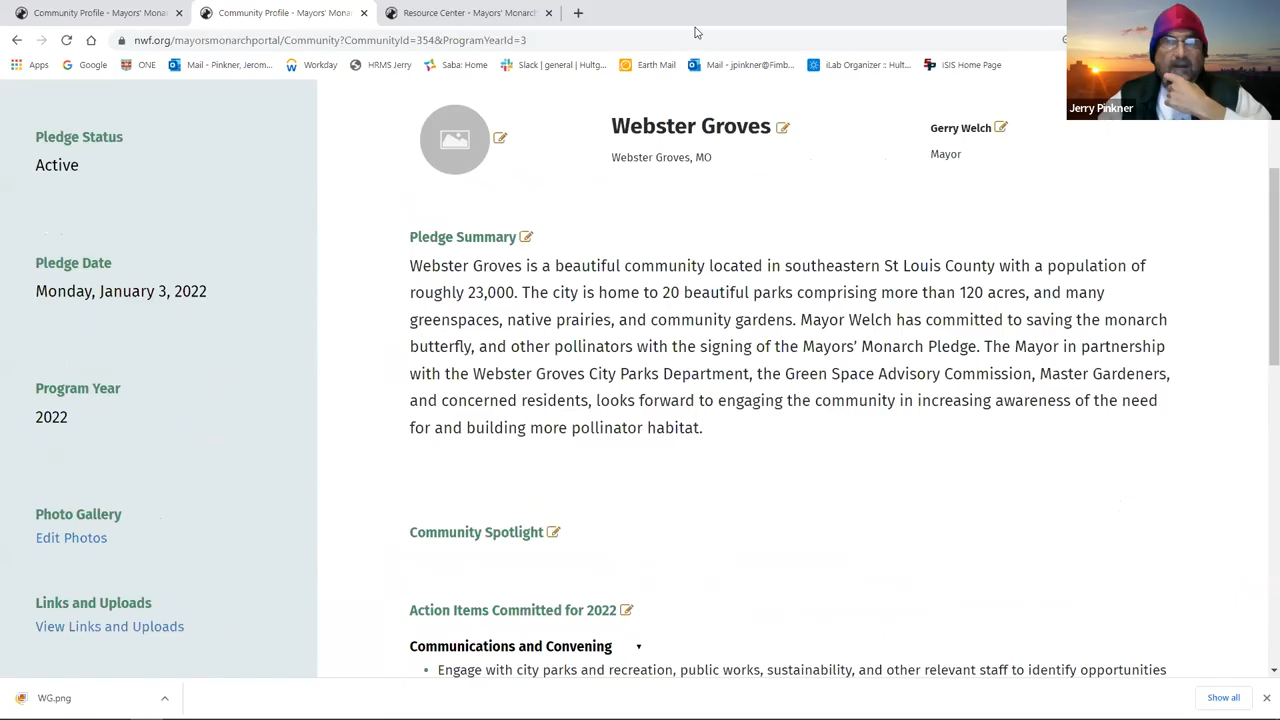 Community Profile - Mayors' Mona
Community Profile - Mayors' Mona
Resource Center - Mayors' Monarch
nwf.org/mayorsmonarchportal/Community?CommunityId=354&ProgramYearId=3
Apps
Google
ONE
Mail - Pinkner, Jerom...
Workday
HRMS Jerry
Saba: Home
Slack | general | Hultg...
Earth Mail
Mail - jpinkner@Fimb...
iLab Organizer :: Hult...
ISIS Home Page
Jerry Pinkner
Pledge Status
Active
Pledge Date
Monday, January 3, 2022
Program Year
2022
Photo Gallery
Edit Photos
Links and Uploads
View Links and Uploads
Webster Groves
Webster Groves, MO
Gerry Welch
Mayor
Pledge Summary
Webster Groves is a beautiful community located in southeastern St Louis County with a population of
roughly 23,000. The city is home to 20 beautiful parks comprising more than 120 acres, and many
greenspaces, native prairies, and community gardens. Mayor Welch has committed to saving the monarch
butterfly, and other pollinators with the signing of the Mayors’ Monarch Pledge. The Mayor in partnership
with the Webster Groves City Parks Department, the Green Space Advisory Commission, Master Gardeners,
and concerned residents, looks forward to engaging the community in increasing awareness of the need
for and building more pollinator habitat.
Community Spotlight
Action Items Committed for 2022
Communications and Convening
Engage with city parks and recreation, public works, sustainability, and other relevant staff to identify opportunities
WG.png
Show all